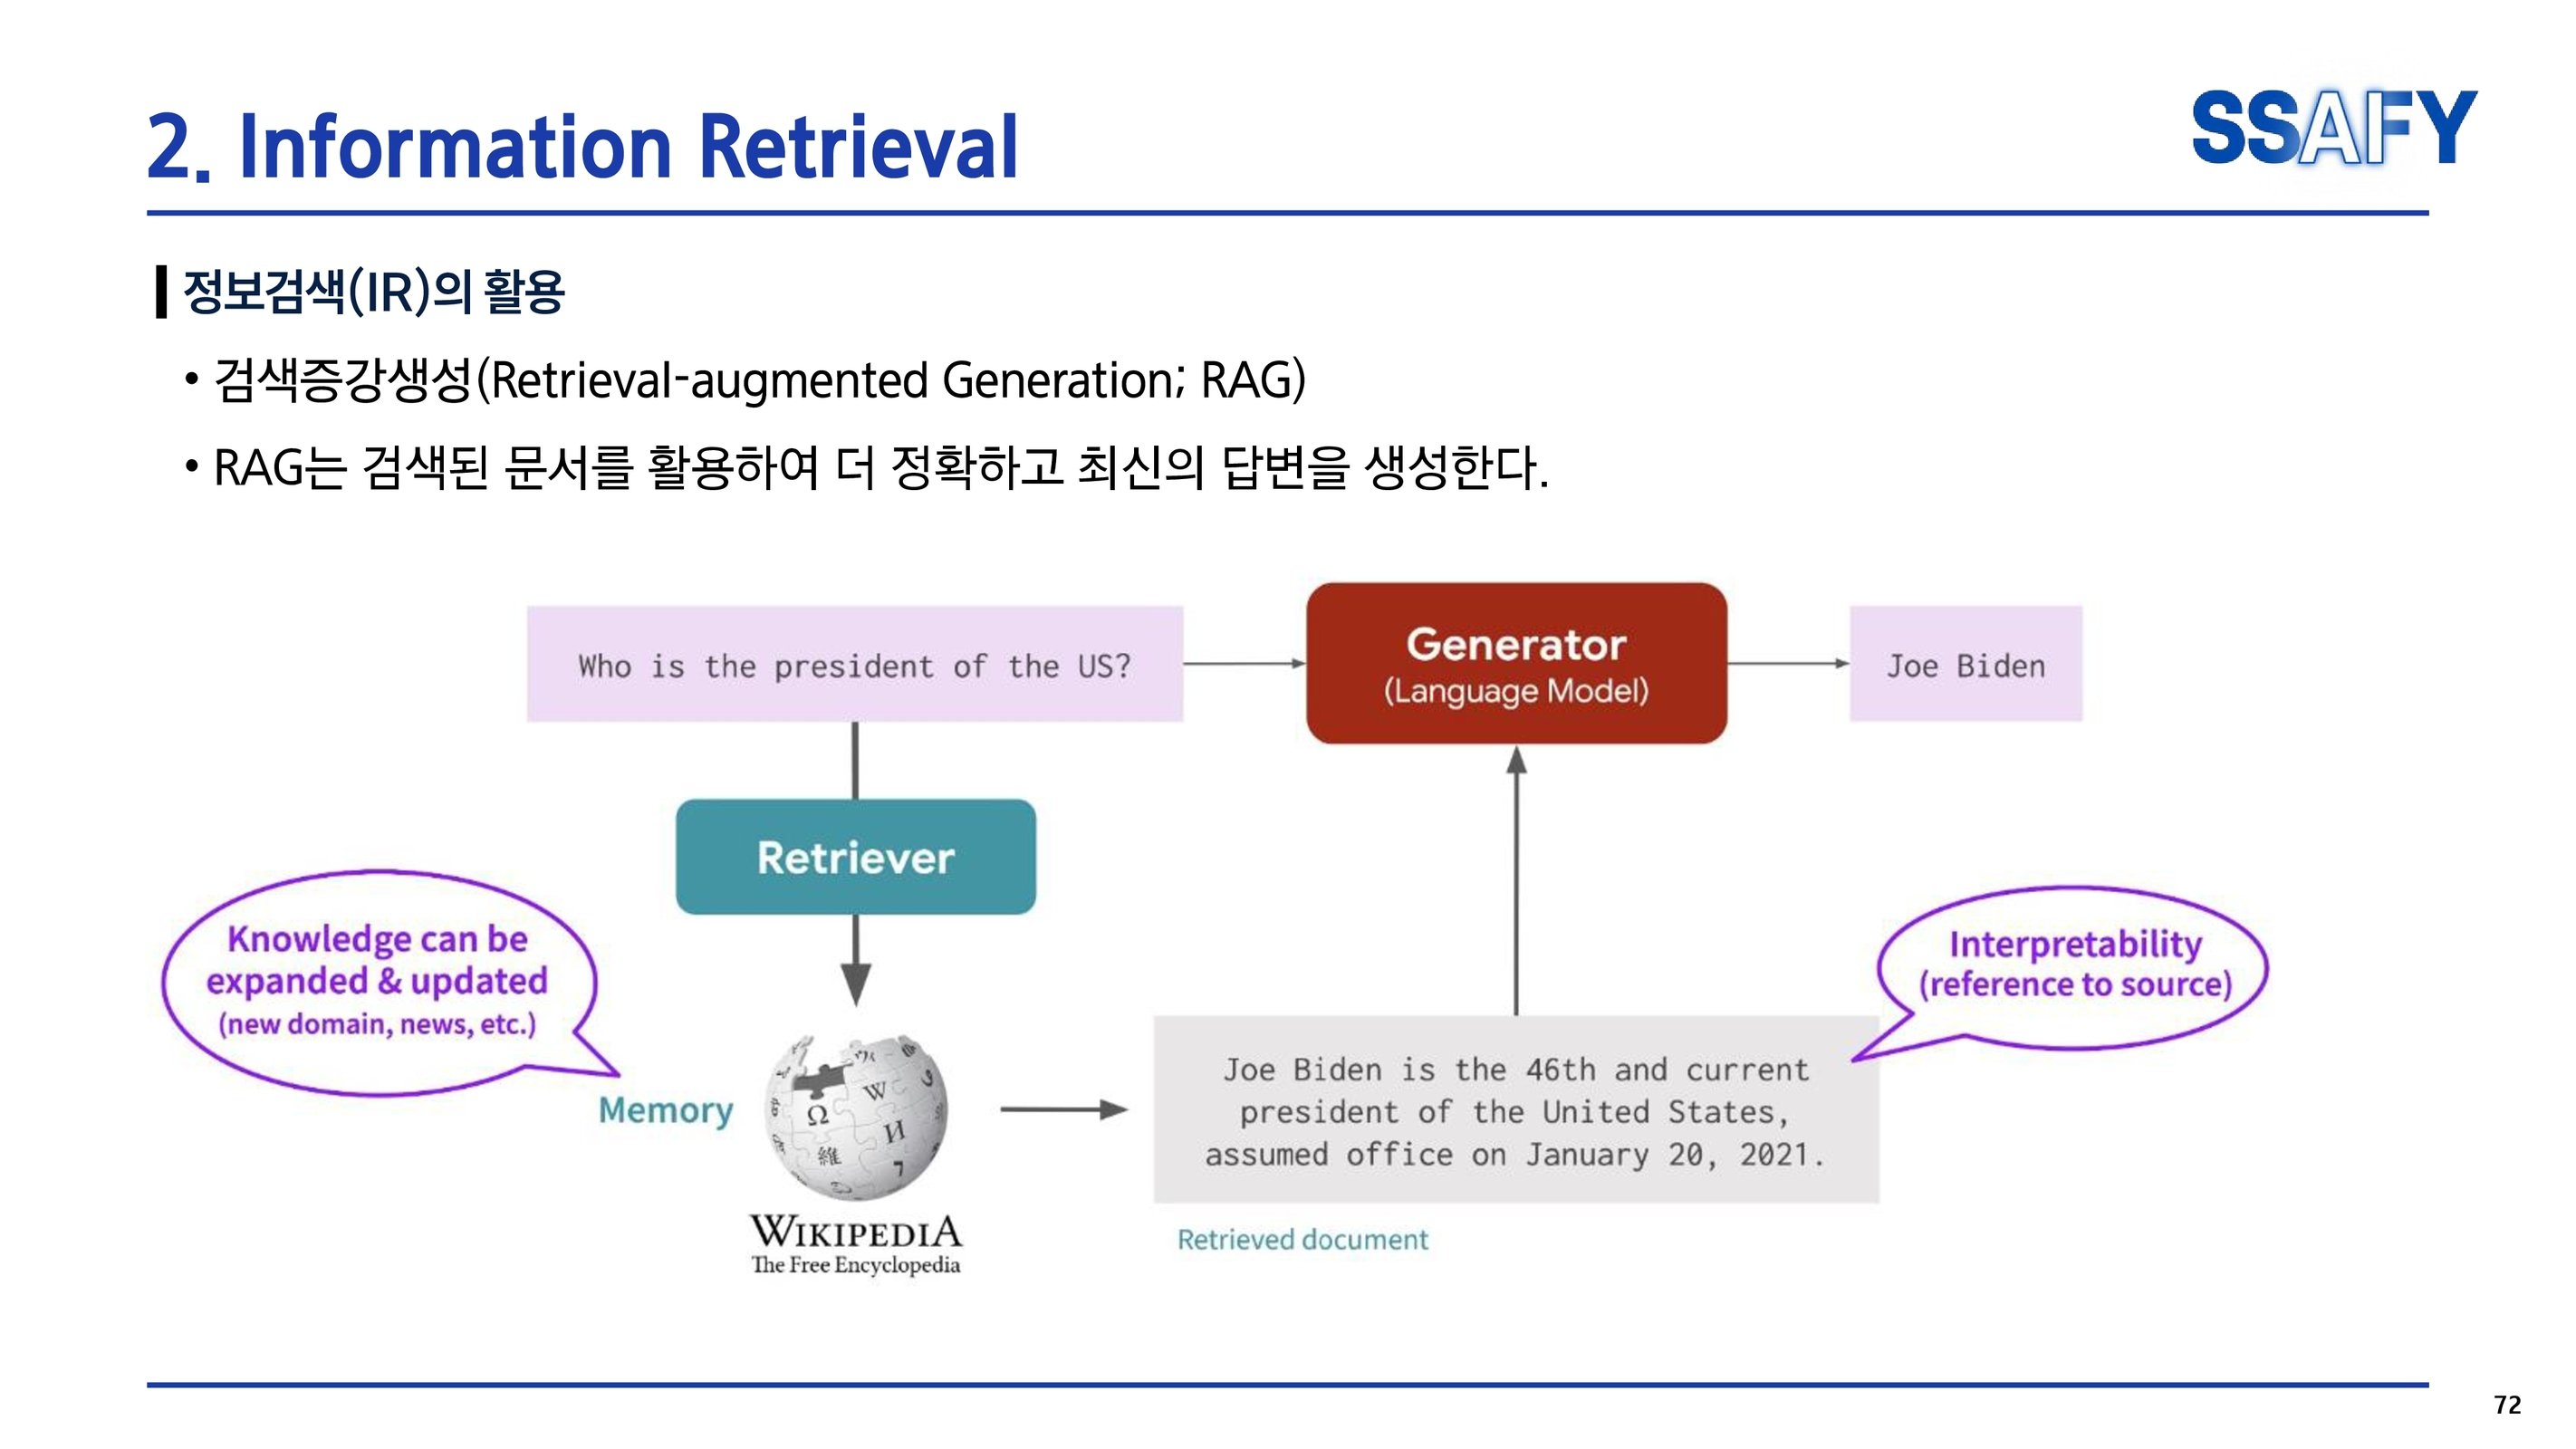 2. Information Retrieval
SSAFY
정보검색(IR)의 활용
• 검색증강생성(Retrieval-augmented Generation; RAG)
• RAG는 검색된 문서를 활용하여 더 정확하고 최신의 답변을 생성한다.
Who is the president of the US?
Generator
(Language Model)
Joe Biden
Retriever
Knowledge can be
expanded & updated
(new domain, news, etc.)
Interpretability
(reference to source)
Memory
Ω
W
И
維
WIKIPEDIA
The Free Encyclopedia
Joe Biden is the 46th and current
president of the United States,
assumed office on January 20, 2021.
Retrieved document
72